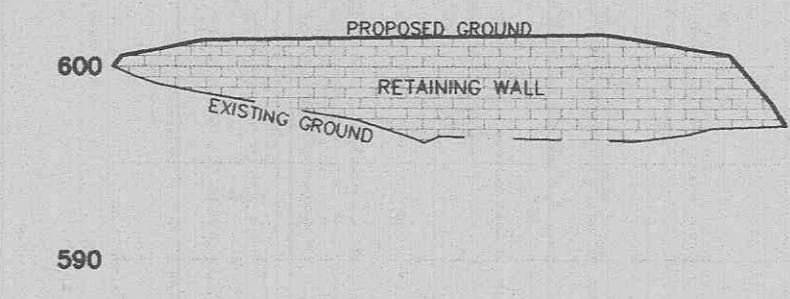 PROPOSED GROUND
600
RETAINING WALL
EXISTING GROUND
590